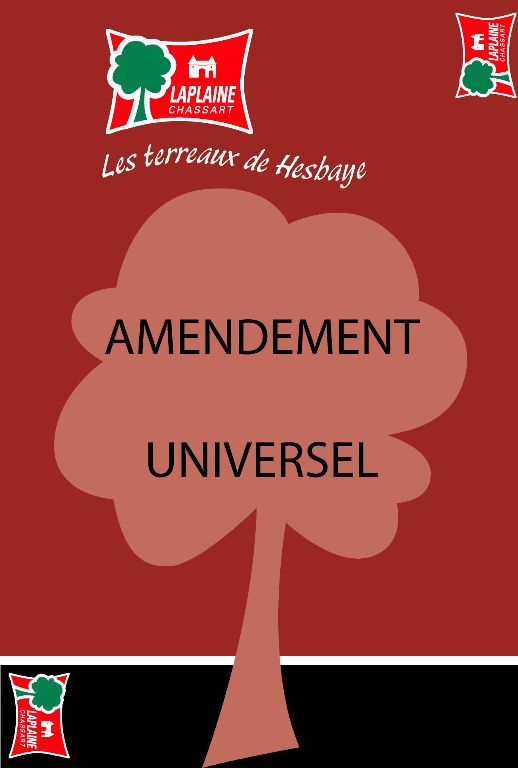 LAPLAINE
CHASSART
LAPLAINE
CHASSART
Les terreaux de Hesbaye
AMENDEMENT
UNIVERSEL
LAPLAINE
CHASSART